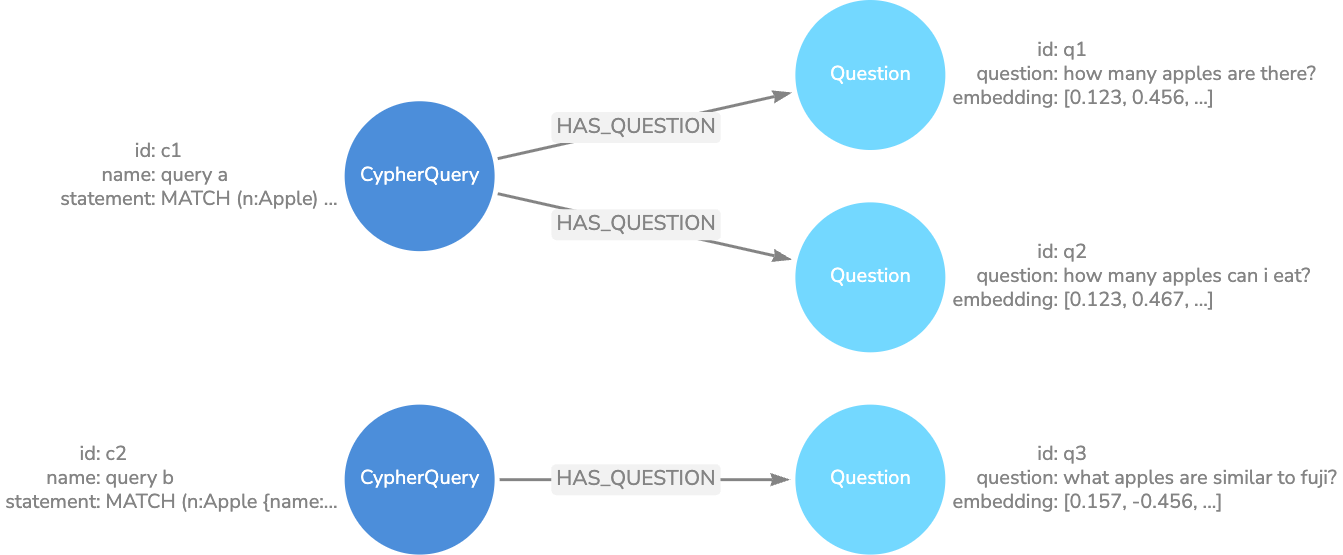 id: c1
name: query a
statement: MATCH (n:Apple) ...
CypherQuery
HAS_QUESTION
Question
id: q1
question: how many apples are there?
embedding: [0.123, 0.456, ...]
HAS_QUESTION
Question
id: q2
question: how many apples can i eat?
embedding: [0.123, 0.467, ...]
id: c2
name: query b
statement: MATCH (n:Apple {name:...
CypherQuery
HAS_QUESTION
Question
id: q3
question: what apples are similar to fuji?
embedding: [0.157, -0.456, ...]